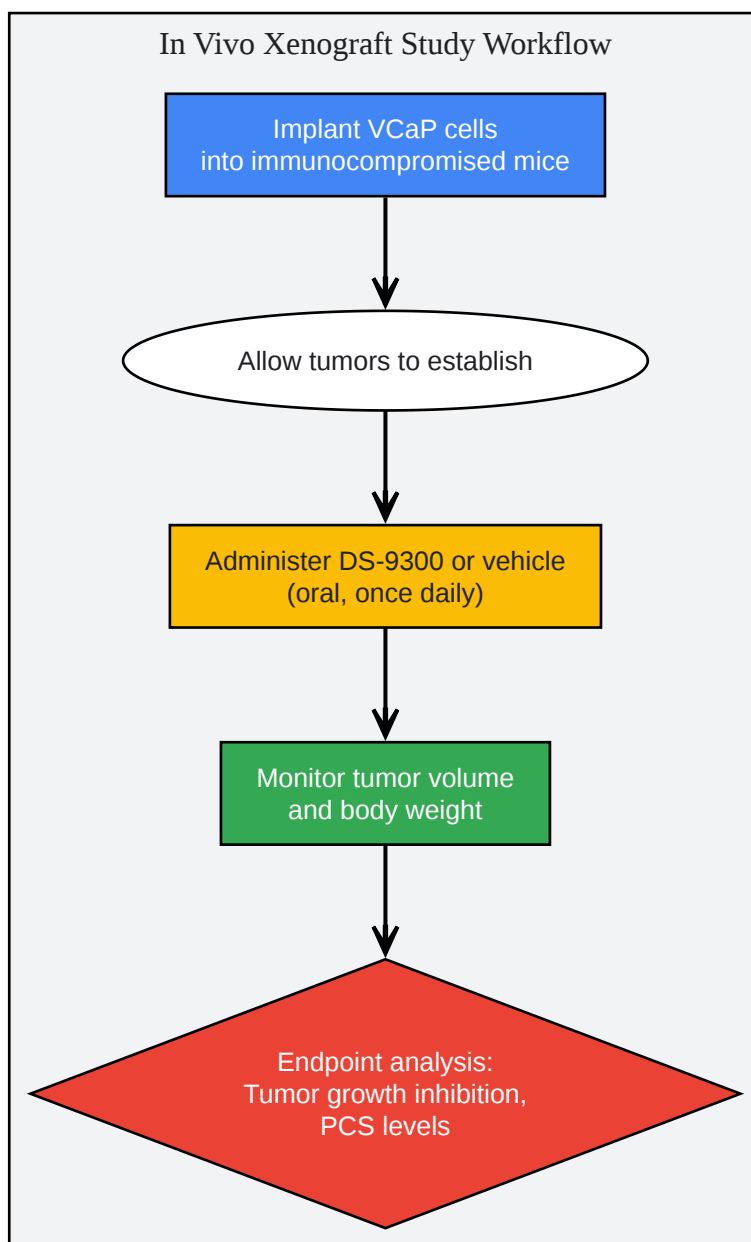 In Vivo Xenograft Study Workflow
Implant VCaP cells
into immunocompromised mice
Allow tumors to establish
Administer DS-9300 or vehicle
(oral, once daily)
Monitor tumor volume
and body weight
Endpoint analysis:
Tumor growth inhibition,
PCS levels